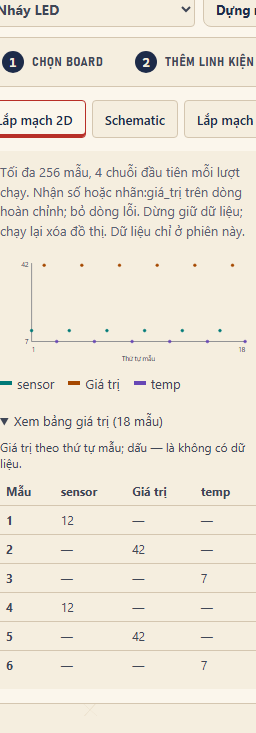 Nháy LED
Dựng
1 CHỌN BOARD
2 THÊM LINH KIỆN
Lắp mạch 2D
Schematic
Lắp mạch
Tối đa 256 mẫu, 4 chuỗi đầu tiên mỗi lượt
chạy. Nhận số hoặc nhãn:giá_trị trên dòng
hoàn chỉnh; bỏ dòng lỗi. Dừng giữ dữ liệu;
chạy lại xóa đồ thị. Dữ liệu chỉ ở phiên này.
42
7
1
18
Thứ tự mẫu
sensor
Giá trị
temp
▼ Xem bảng giá trị (18 mẫu)
Giá trị theo thứ tự mẫu; dấu — là không có dữ
liệu.
Mẫu sensor Giá trị temp
1 12 — —
2 — 42 —
3 — — 7
4 12 — —
5 — 42 —
6 — — 7